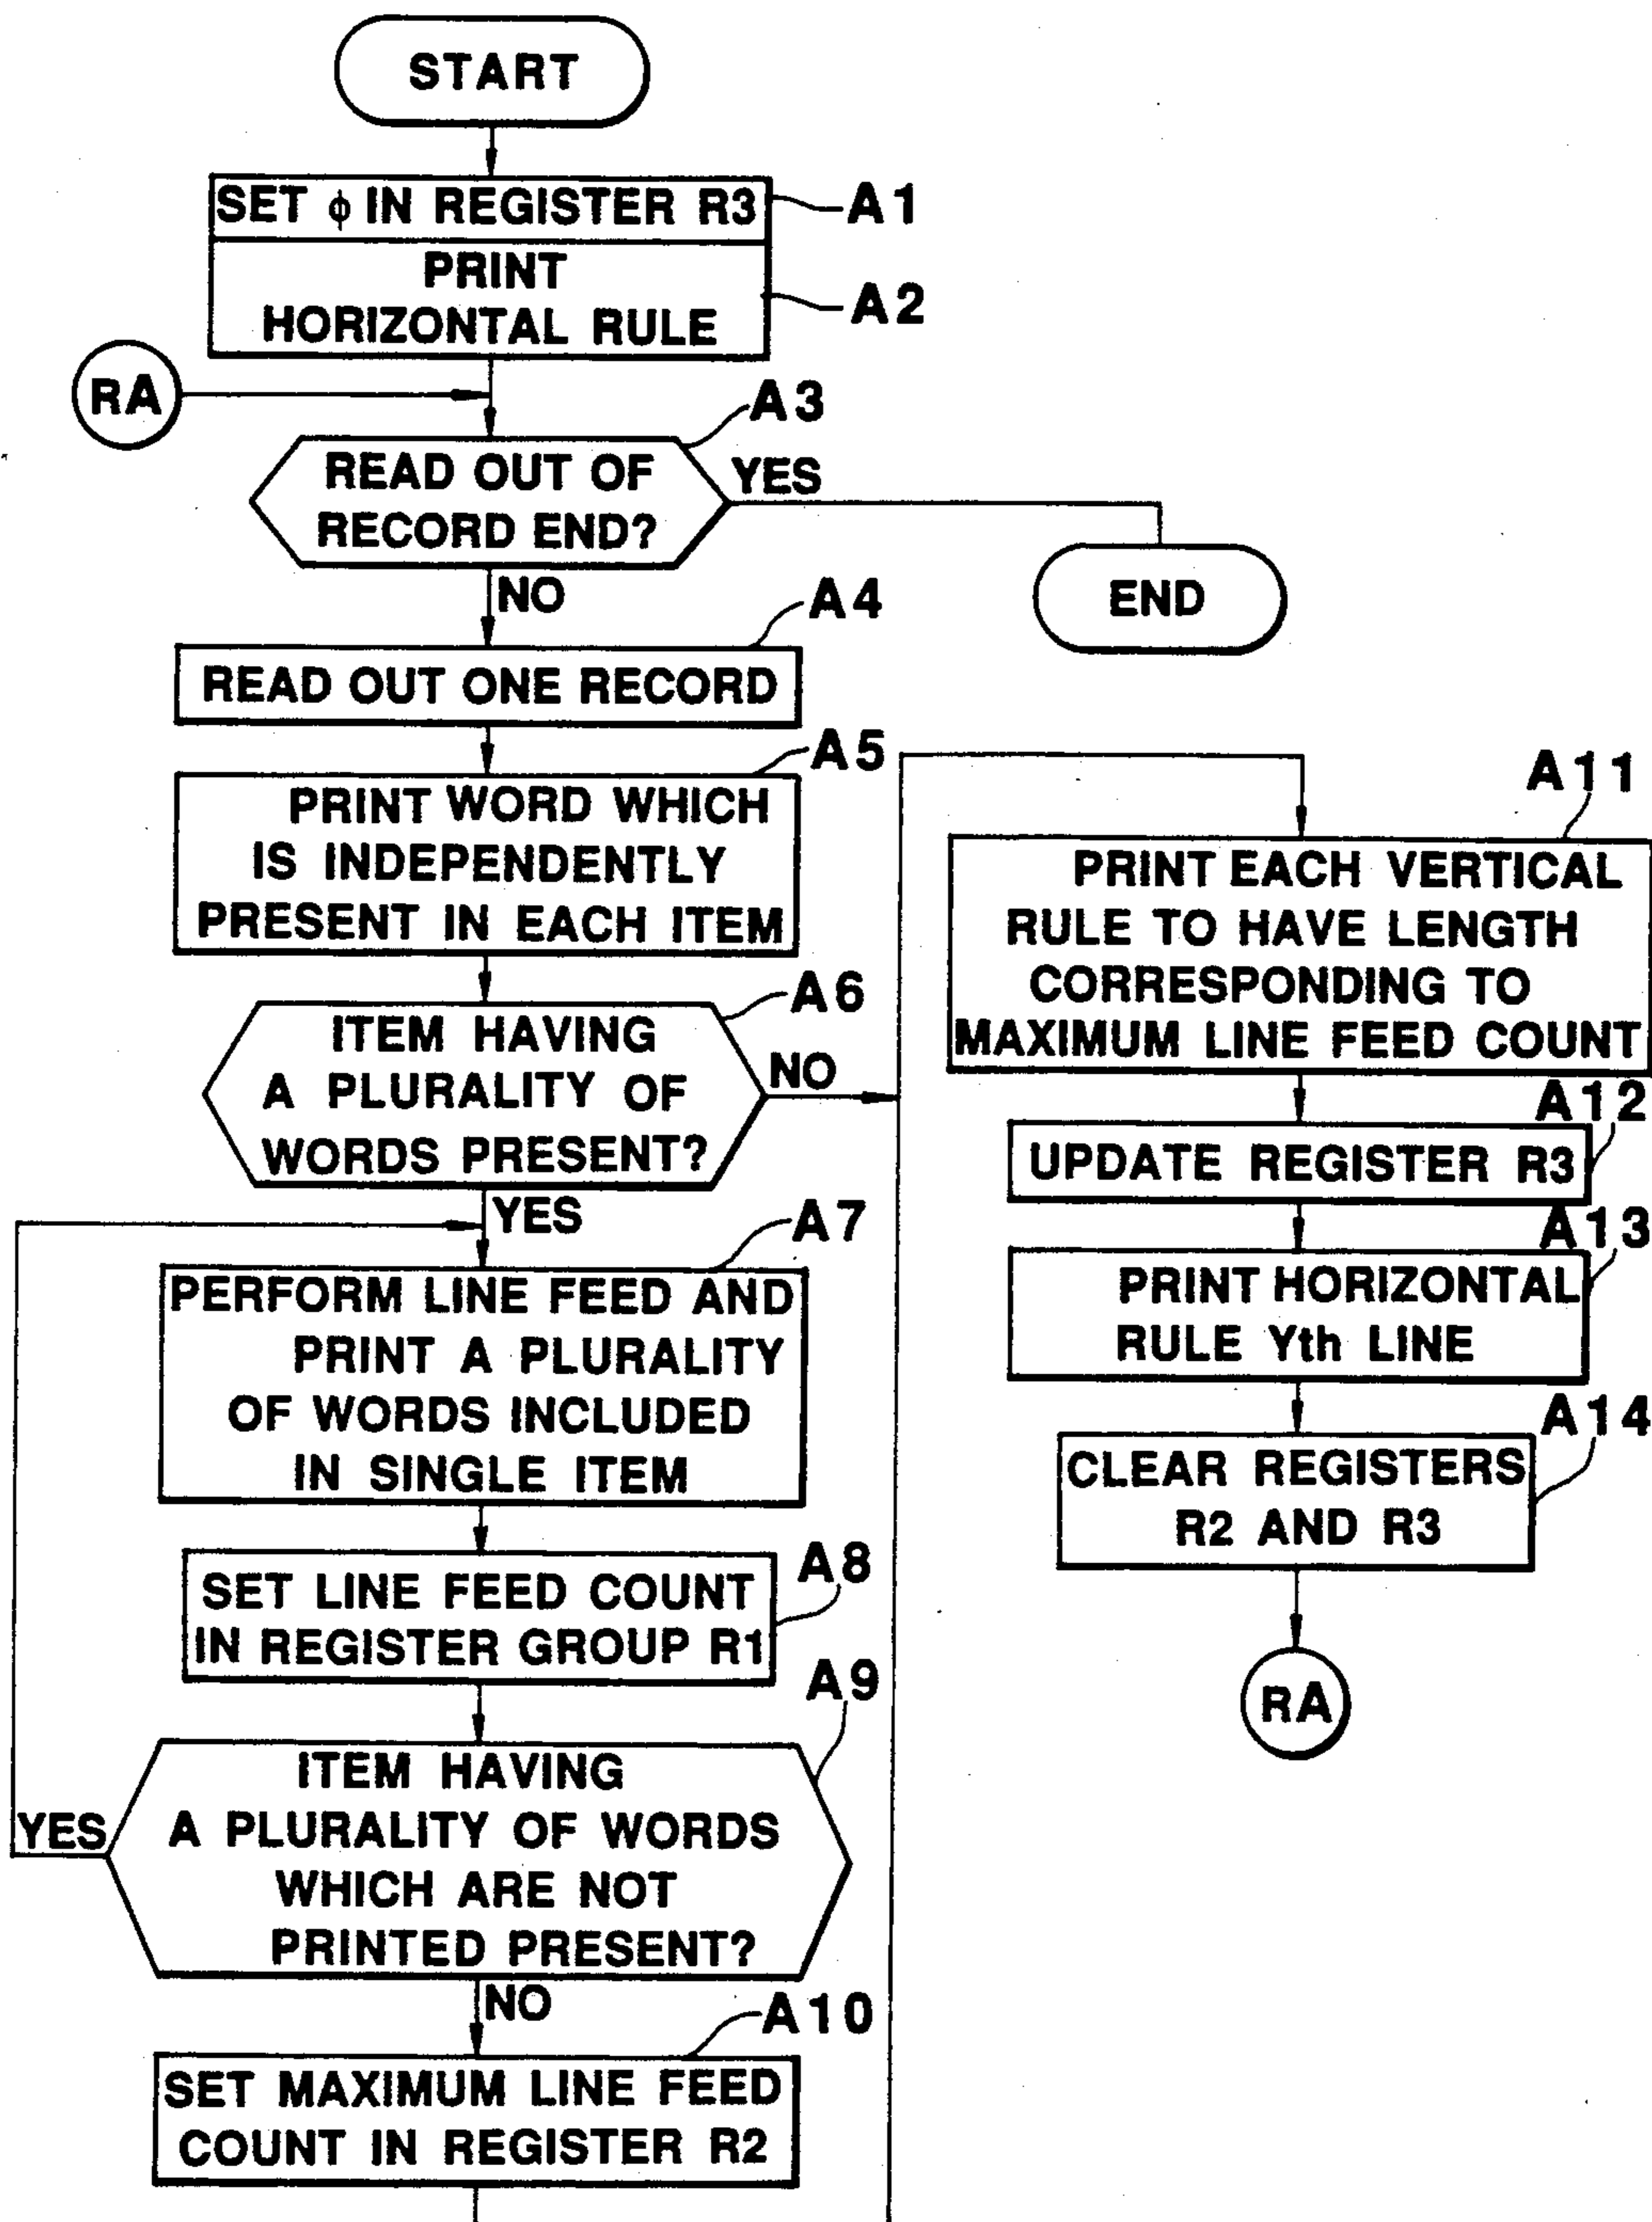 START
SET ϕ IN REGISTER R3
A1
PRINT
HORIZONTAL RULE
A2
RA
A3
READ OUT OF
RECORD END?
YES
NO
END
A4
READ OUT ONE RECORD
A5
PRINT WORD WHICH
IS INDEPENDENTLY
PRESENT IN EACH ITEM
A6
ITEM HAVING
A PLURALITY OF
WORDS PRESENT?
NO
YES
A7
PERFORM LINE FEED AND
PRINT A PLURALITY
OF WORDS INCLUDED
IN SINGLE ITEM
A8
SET LINE FEED COUNT
IN REGISTER GROUP R1
A9
ITEM HAVING
A PLURALITY OF WORDS
WHICH ARE NOT
PRINTED PRESENT?
YES
NO
A10
SET MAXIMUM LINE FEED
COUNT IN REGISTER R2
A11
PRINT EACH VERTICAL
RULE TO HAVE LENGTH
CORRESPONDING TO
MAXIMUM LINE FEED COUNT
A12
UPDATE REGISTER R3
A13
PRINT HORIZONTAL
RULE Yth LINE
A14
CLEAR REGISTERS
R2 AND R3
RA